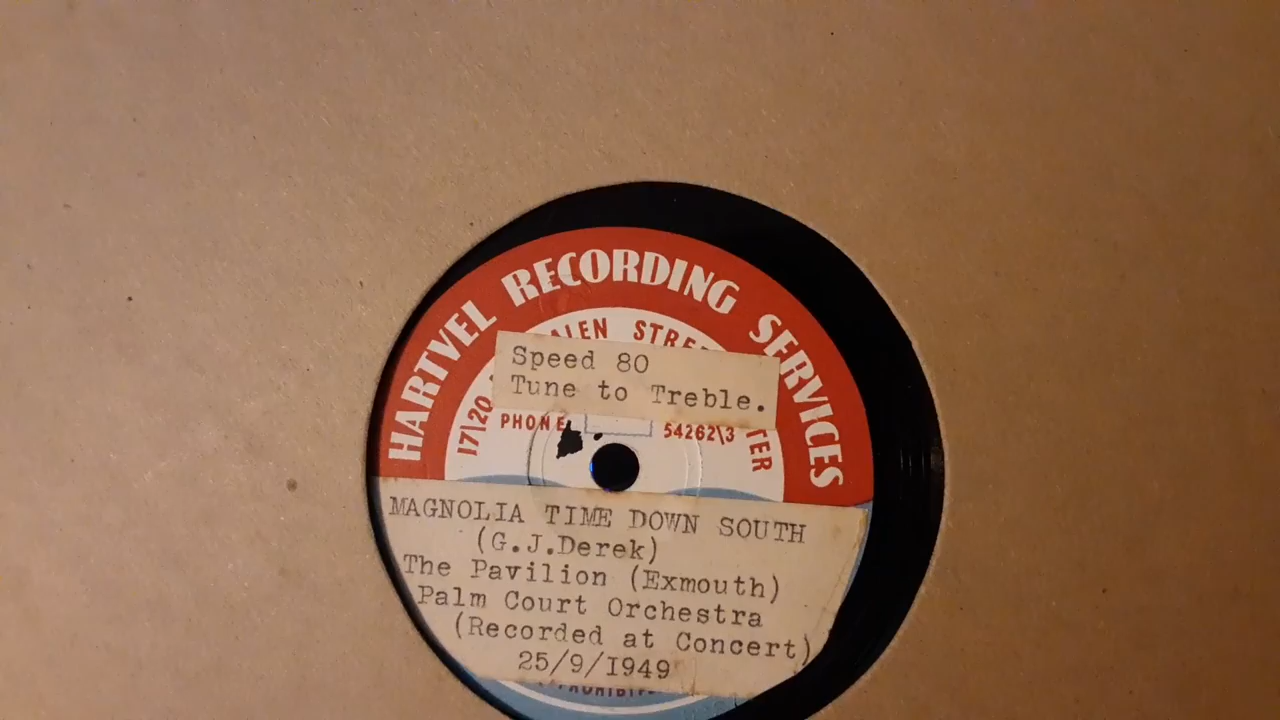 HARTVEL RECORDING SERVICES
17\20
STRE
TER
Speed 80
Tune to Treble.
PHONE 54262\3
MAGNOLIA TIME DOWN SOUTH
(G.J.Derek)
The Pavilion (Exmouth)
Palm Court Orchestra
(Recorded at Concert)
25/9/1949